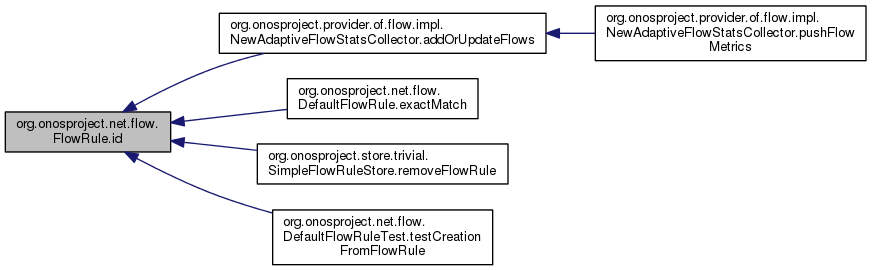 org.onosproject.provider.of.flow.impl.
NewAdaptiveFlowStatsCollector.addOrUpdateFlows
org.onosproject.provider.of.flow.impl.
NewAdaptiveFlowStatsCollector.pushFlow
Metrics
org.onosproject.net.flow.
DefaultFlowRule.exactMatch
org.onosproject.net.flow.
FlowRule.id
org.onosproject.store.trivial.
SimpleFlowRuleStore.removeFlowRule
org.onosproject.net.flow.
DefaultFlowRuleTest.testCreation
FromFlowRule